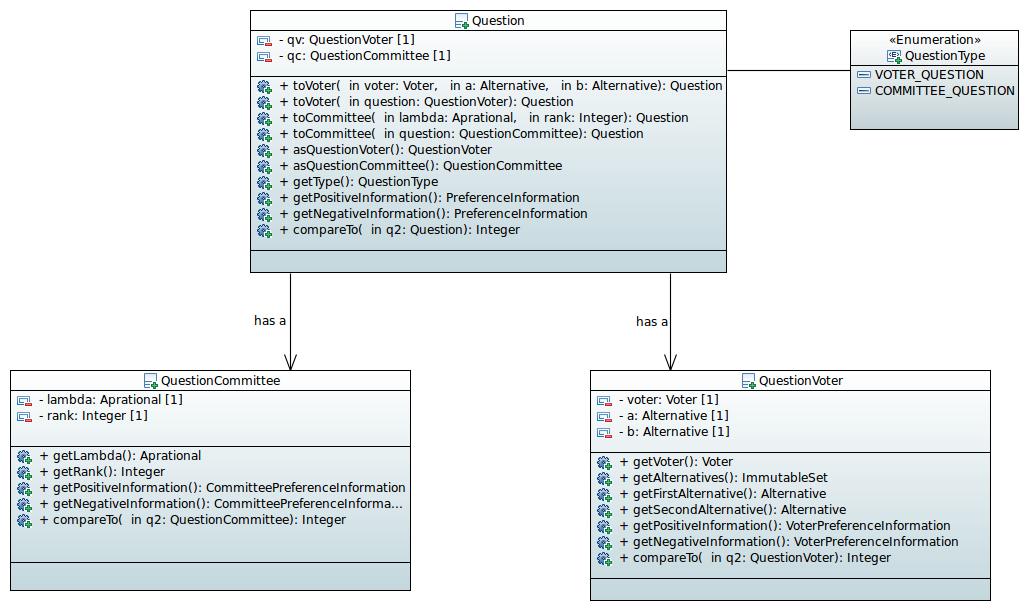 Question
- qv: QuestionVoter [1]
- qc: QuestionCommittee [1]
+ toVoter(  in voter: Voter,   in a: Alternative,   in b: Alternative): Question
+ toVoter(  in question: QuestionVoter): Question
+ toCommittee(  in lambda: Aprational,   in rank: Integer): Question
+ toCommittee(  in question: QuestionCommittee): Question
+ asQuestionVoter(): QuestionVoter
+ asQuestionCommittee(): QuestionCommittee
+ getType(): QuestionType
+ getPositiveInformation(): PreferenceInformation
+ getNegativeInformation(): PreferenceInformation
+ compareTo(  in q2: Question): Integer
«Enumeration»
QuestionType
VOTER_QUESTION
COMMITTEE_QUESTION
has a
has a
QuestionCommittee
- lambda: Aprational [1]
- rank: Integer [1]
+ getLambda(): Aprational
+ getRank(): Integer
+ getPositiveInformation(): CommitteePreferenceInformation
+ getNegativeInformation(): CommitteePreferenceInforma...
+ compareTo(  in q2: QuestionCommittee): Integer
QuestionVoter
- voter: Voter [1]
- a: Alternative [1]
- b: Alternative [1]
+ getVoter(): Voter
+ getAlternatives(): ImmutableSet
+ getFirstAlternative(): Alternative
+ getSecondAlternative(): Alternative
+ getPositiveInformation(): VoterPreferenceInformation
+ getNegativeInformation(): VoterPreferenceInformation
+ compareTo(  in q2: QuestionVoter): Integer